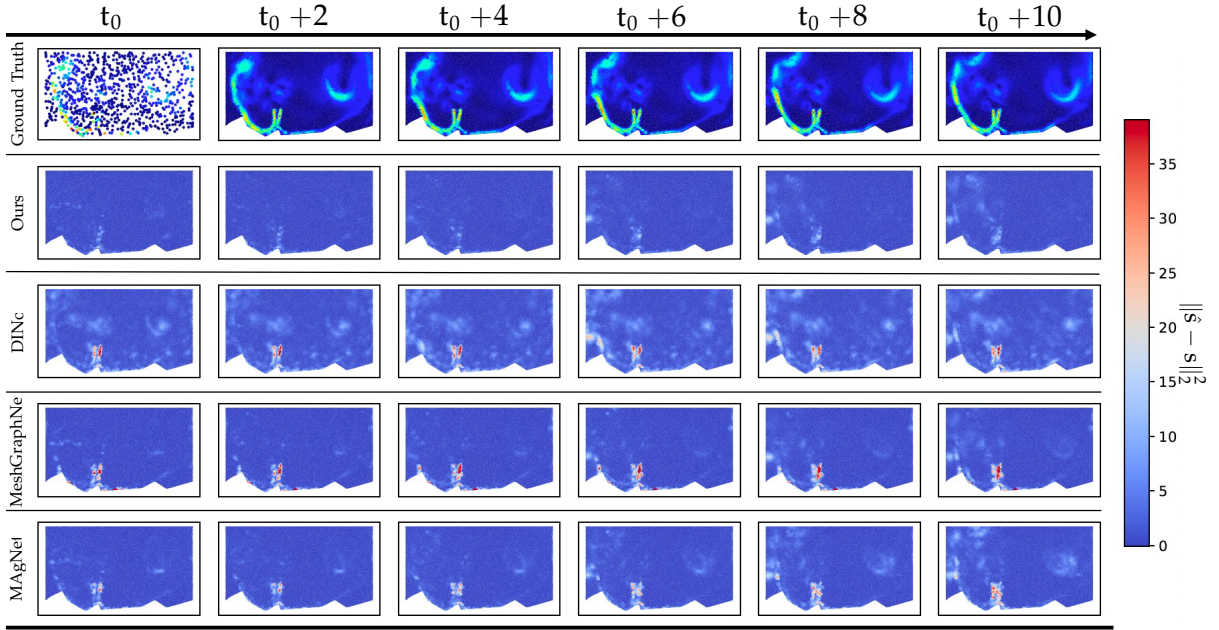 t₀ t₀ +2 t₀ +4 t₀ +6 t₀ +8 t₀ +10
Ground Truth
Ours
DINo
MeshGraphNe
MAgNet
35
30
25
20
15
10
5
0
||ŝ − s||₂²